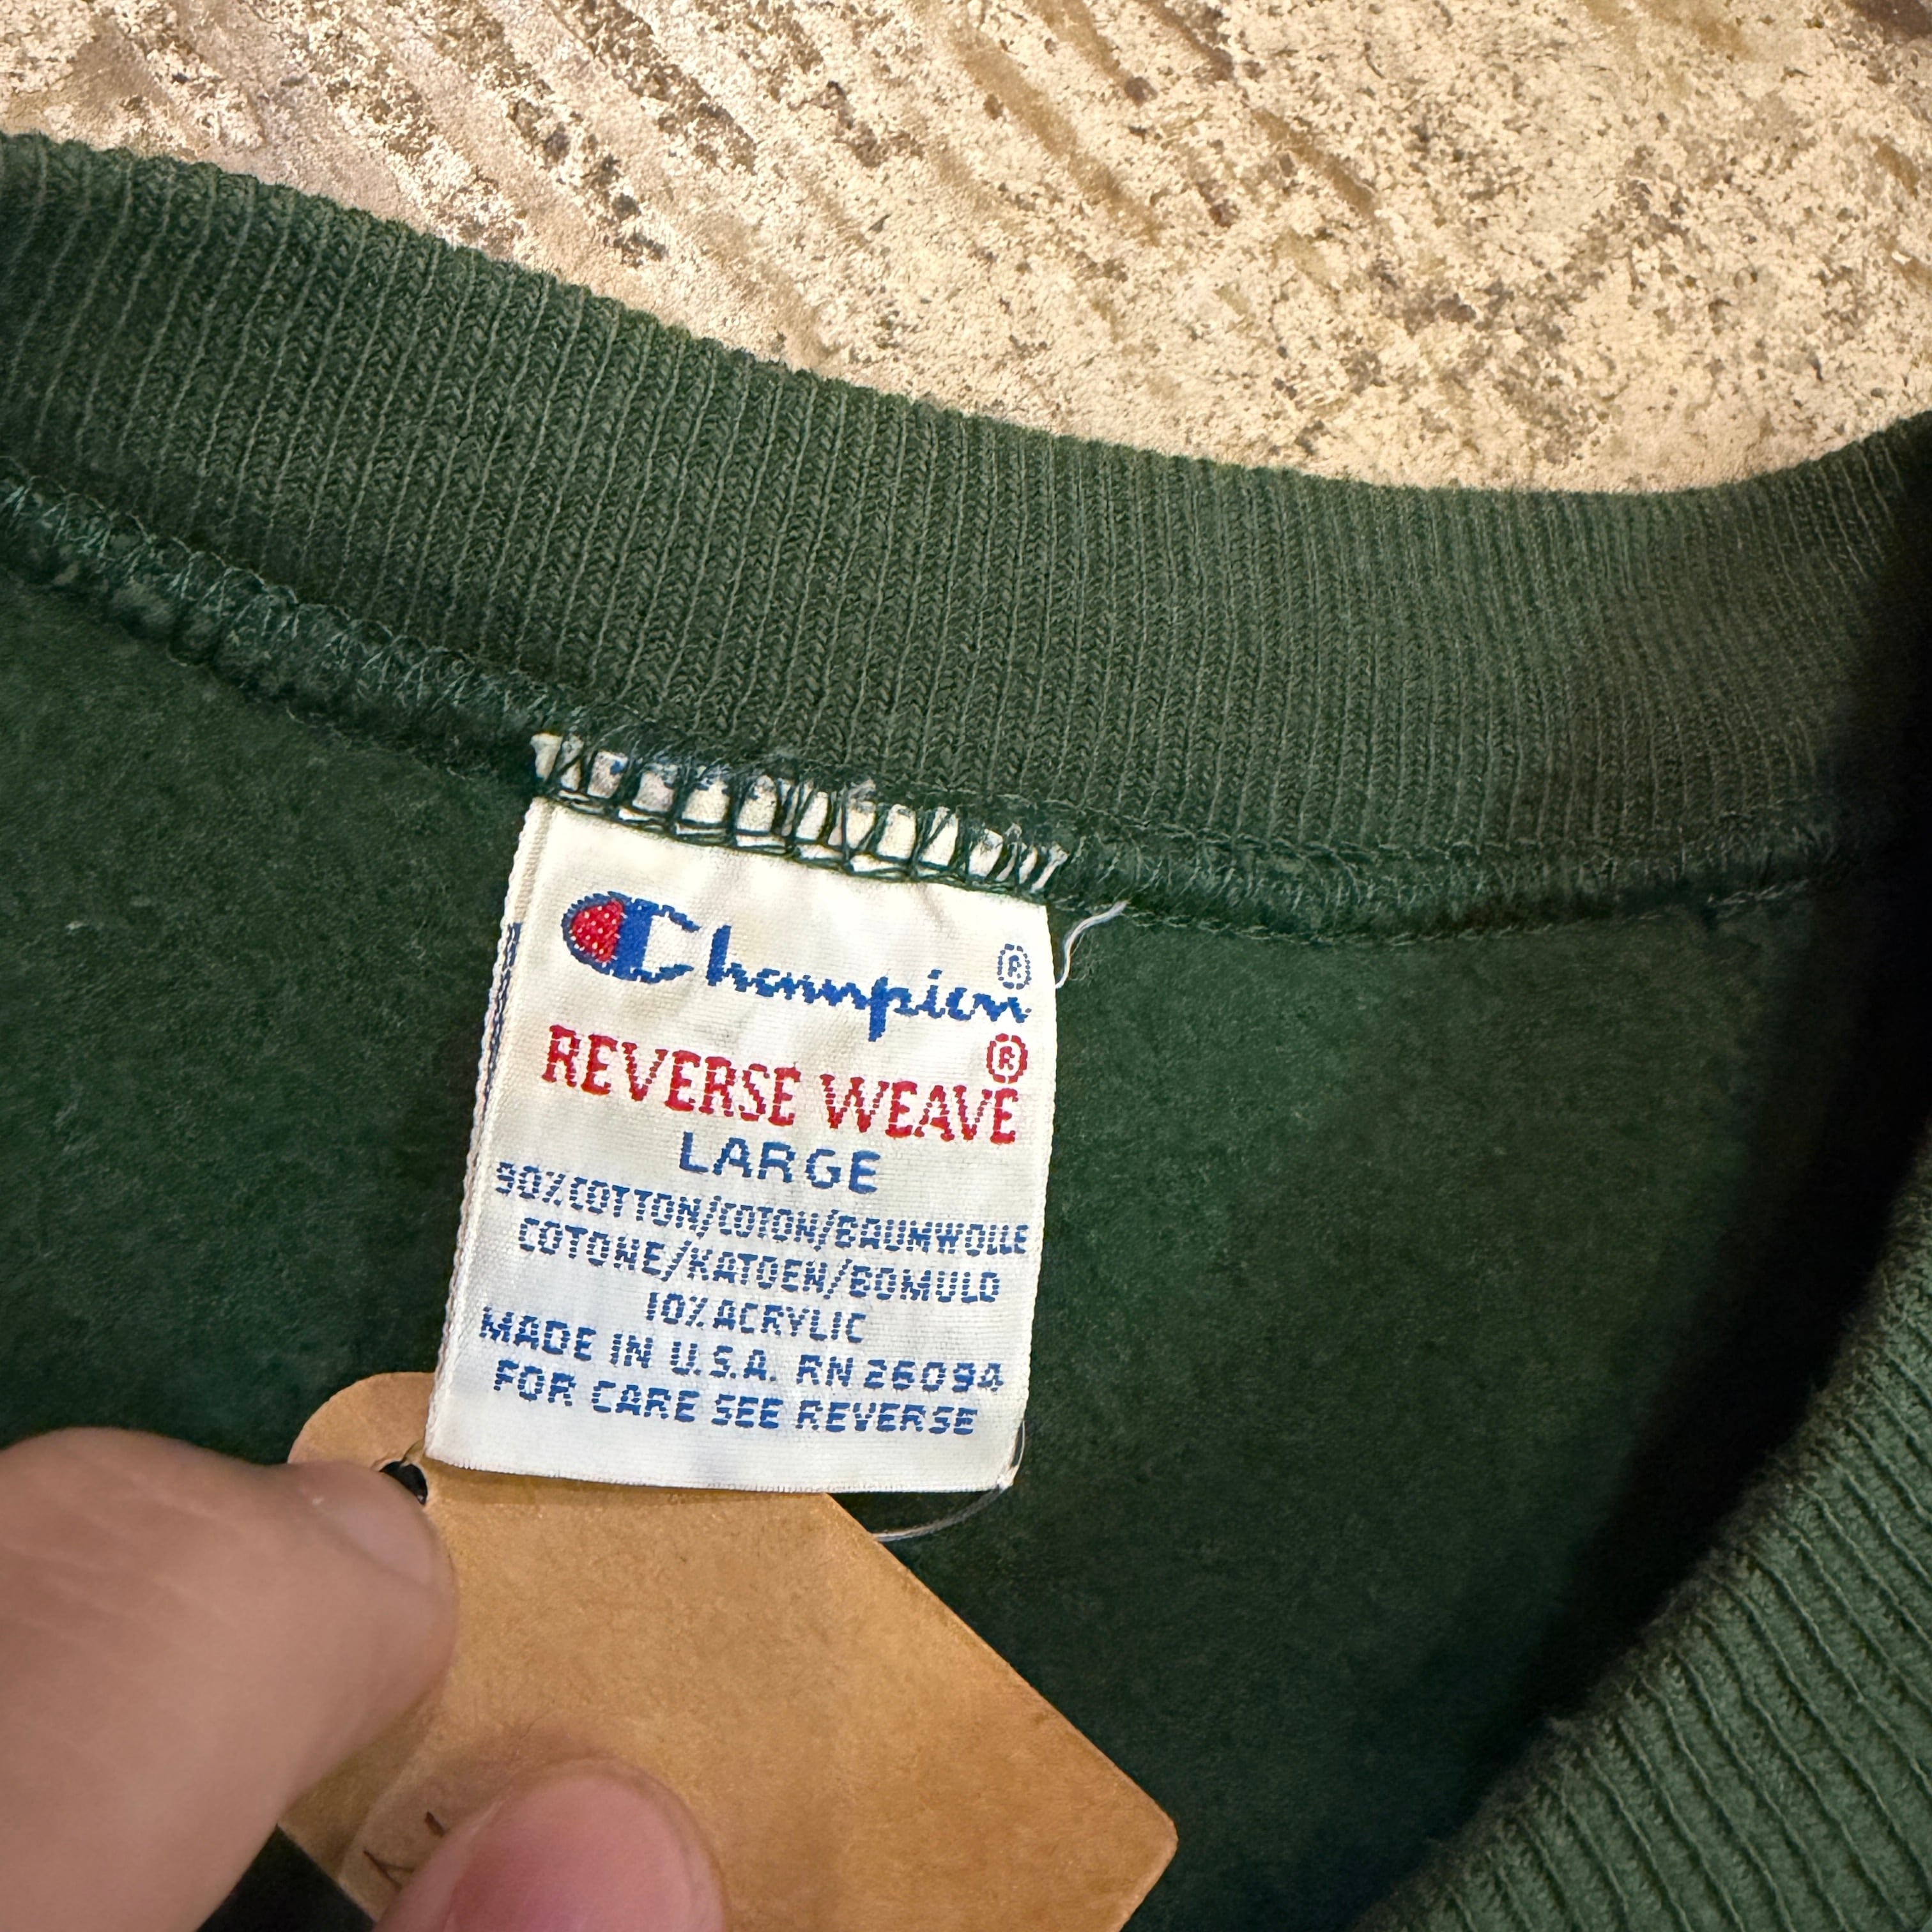 Champion®
REVERSE WEAVE®
LARGE
90%COTTON/COTON/BAUMWOLLE
COTONE/KATOEN/BOMULD
10%ACRYLIC
MADE IN U.S.A. RN 26094
FOR CARE SEE REVERSE